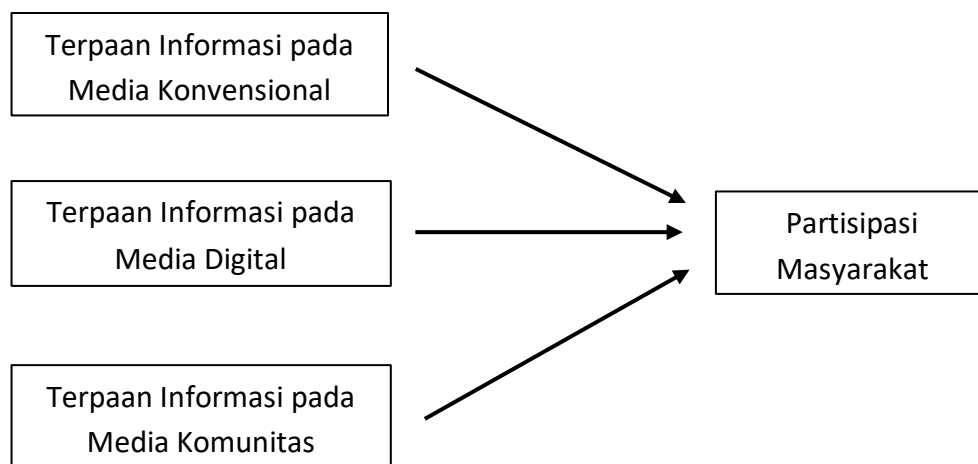 Terpaan Informasi pada
Media Konvensional
Terpaan Informasi pada
Media Digital
Partisipasi
Masyarakat
Terpaan Informasi pada
Media Komunitas